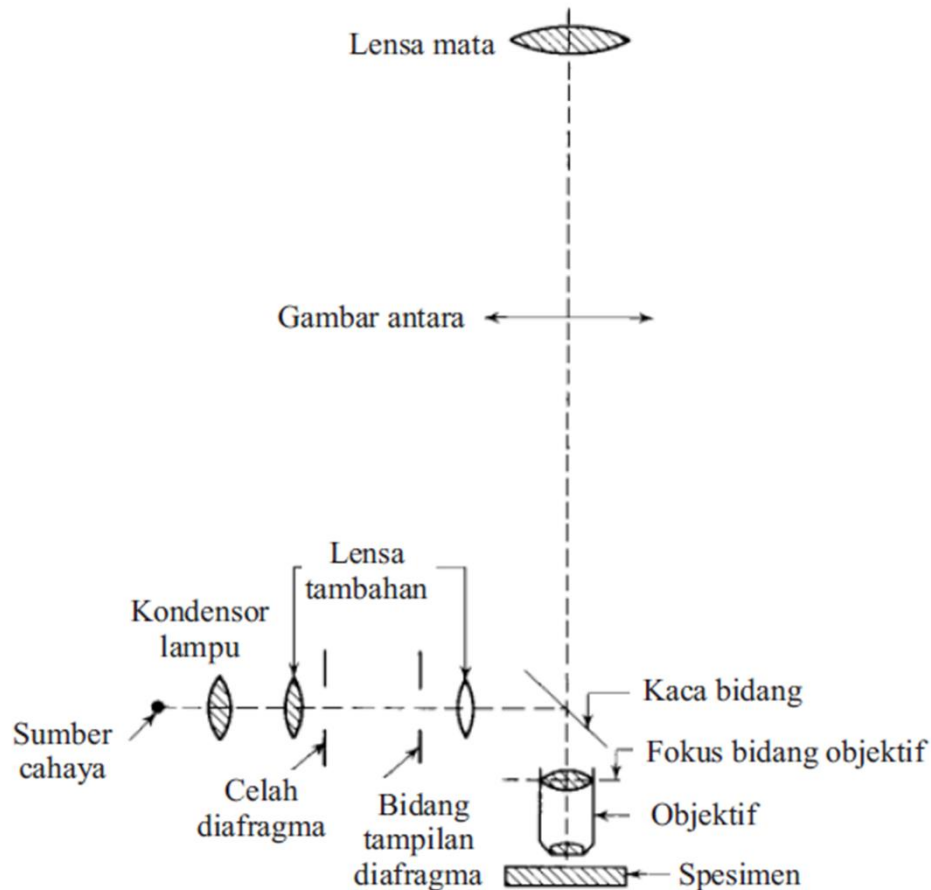 Lensa mata
Gambar antara
Lensa
tambahan
Kondensor
lampu
Kaca bidang
Sumber
cahaya
Fokus bidang objektif
Celah
diafragma
Bidang
tampilan
diafragma
Objektif
Spesimen